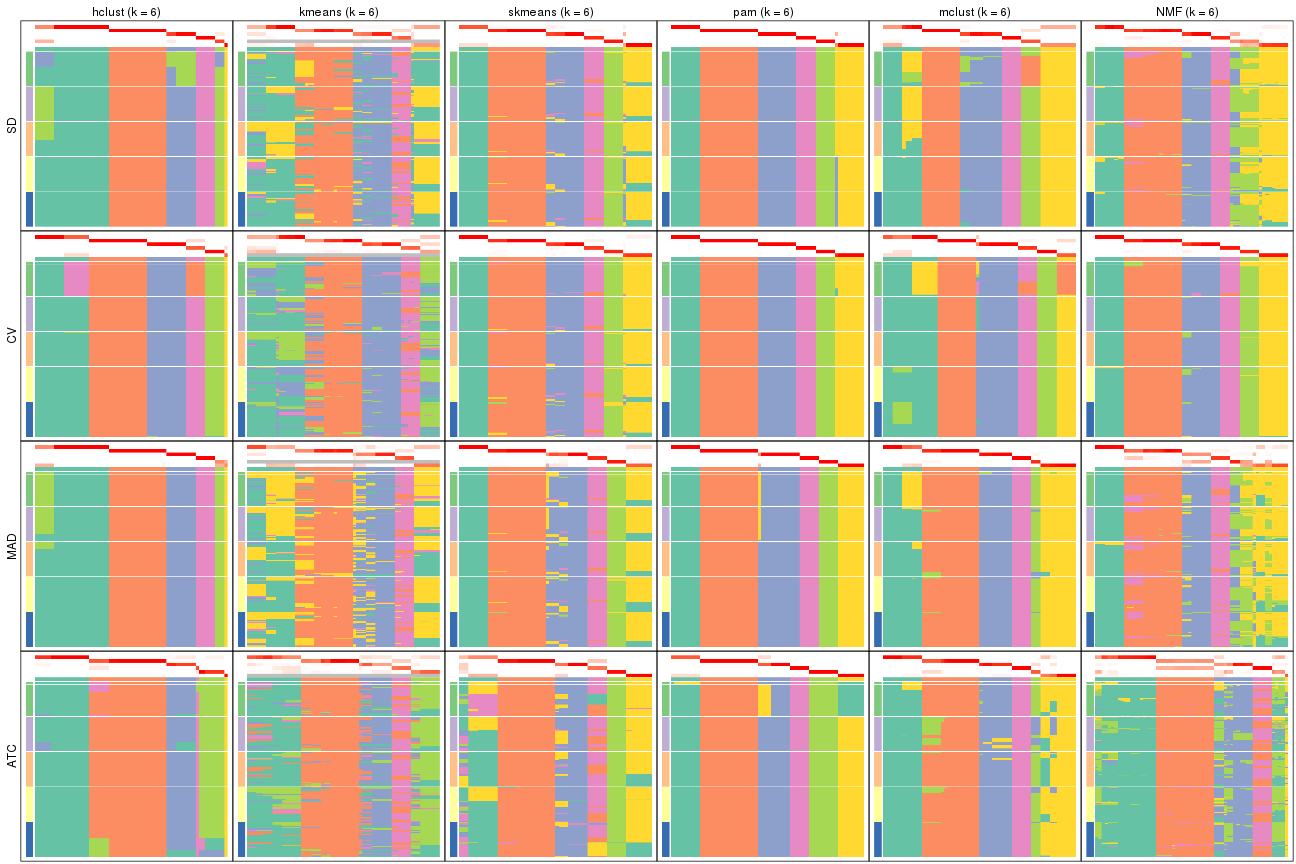 hclust (k = 6) kmeans (k = 6) skmeans (k = 6) pam (k = 6) mclust (k = 6) NMF (k = 6)
SD
CV
MAD
ATC